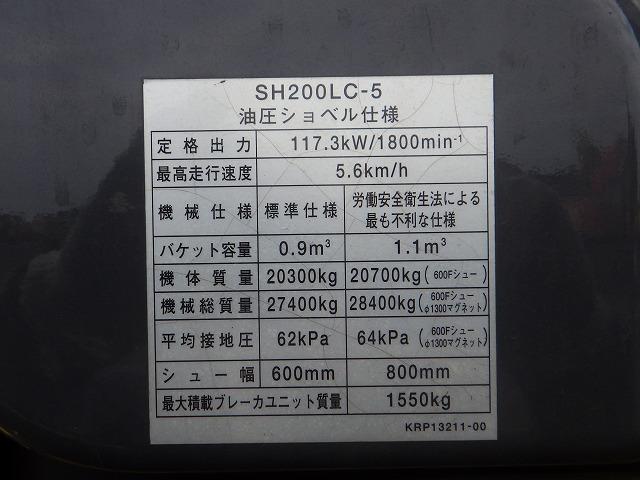 SH200LC-5
油圧ショベル仕様
定格出力 117.3kW/1800min-1
最高走行速度 5.6km/h
機械仕様 標準仕様 労働安全衛生法による
最も不利な仕様
バケット容量 0.9m3 1.1m3
機体質量 20300kg 20700kg(600Fシュー)
機械総質量 27400kg 28400kg(600Fシュー
φ1300マグネット)
平均接地圧 62kPa 64kPa(600Fシュー
φ1300マグネット)
シュー幅 600mm 800mm
最大積載ブレーカユニット質量 1550kg
KRP13211-00